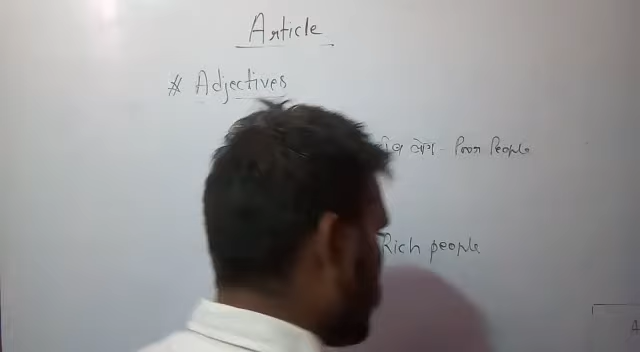 Article
# Adjectives
लोग - Poor People
Rich people